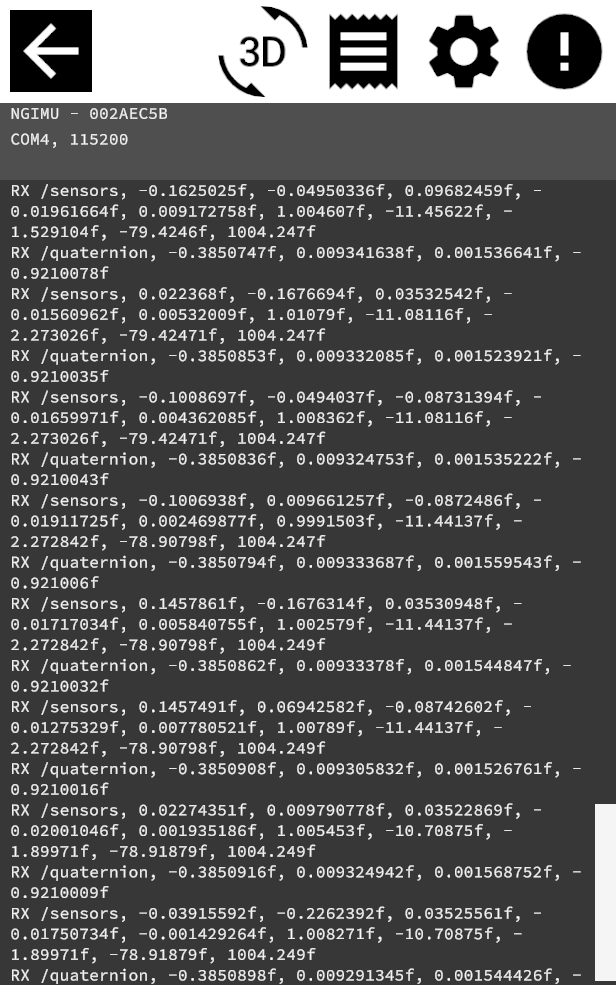 3D
NGIMU - 002AEC5B
COM4, 115200
RX /sensors, -0.1625025f, -0.04950336f, 0.09682459f, -
0.01961664f, 0.009172758f, 1.004607f, -11.45622f, -
1.529104f, -79.4246f, 1004.247f
RX /quaternion, -0.3850747f, 0.009341638f, 0.001536641f, -
0.9210078f
RX /sensors, 0.022368f, -0.1676694f, 0.03532542f, -
0.01560962f, 0.00532009f, 1.01079f, -11.08116f, -
2.273026f, -79.42471f, 1004.247f
RX /quaternion, -0.3850853f, 0.009332085f, 0.001523921f, -
0.9210035f
RX /sensors, -0.1008697f, -0.0494037f, -0.08731394f, -
0.01659971f, 0.004362085f, 1.008362f, -11.08116f, -
2.273026f, -79.42471f, 1004.247f
RX /quaternion, -0.3850836f, 0.009324753f, 0.001535222f, -
0.9210043f
RX /sensors, -0.1006938f, 0.009661257f, -0.0872486f, -
0.01911725f, 0.002469877f, 0.9991503f, -11.44137f, -
2.272842f, -78.90798f, 1004.247f
RX /quaternion, -0.3850794f, 0.009333687f, 0.001559543f, -
0.921006f
RX /sensors, 0.1457861f, -0.1676314f, 0.03530948f, -
0.01717034f, 0.005840755f, 1.002579f, -11.44137f, -
2.272842f, -78.90798f, 1004.249f
RX /quaternion, -0.3850862f, 0.00933378f, 0.001544847f, -
0.9210032f
RX /sensors, 0.1457491f, 0.06942582f, -0.08742602f, -
0.01275329f, 0.007780521f, 1.00789f, -11.44137f, -
2.272842f, -78.90798f, 1004.249f
RX /quaternion, -0.3850908f, 0.009305832f, 0.001526761f, -
0.9210016f
RX /sensors, 0.02274351f, 0.009790778f, 0.03522869f, -
0.02001046f, 0.001935186f, 1.005453f, -10.70875f, -
1.89971f, -78.91879f, 1004.249f
RX /quaternion, -0.3850916f, 0.009324942f, 0.001568752f, -
0.9210009f
RX /sensors, -0.03915592f, -0.2262392f, 0.03525561f, -
0.01750734f, -0.001429264f, 1.008271f, -10.70875f, -
1.89971f, -78.91879f, 1004.249f
RX /quaternion, -0.3850898f, 0.009291345f, 0.001544426f, -